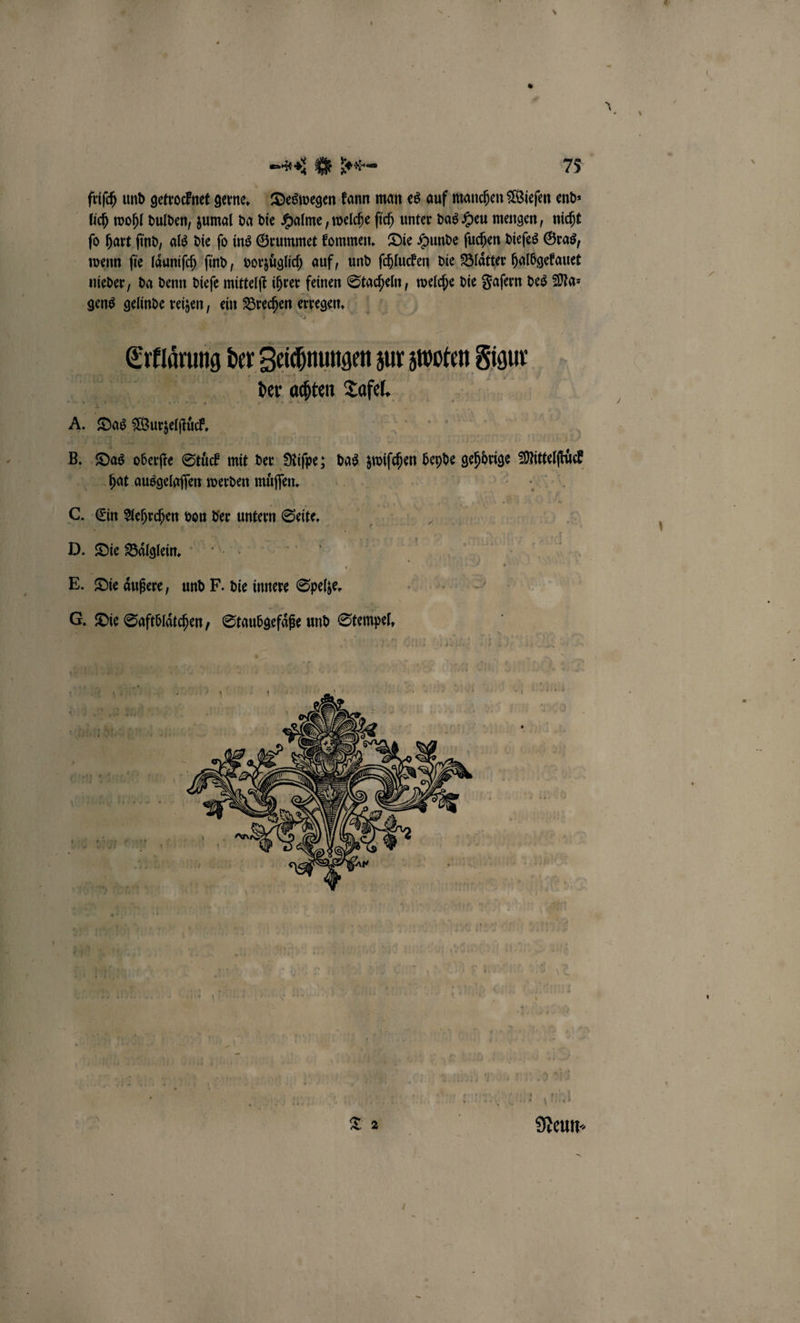 75
friſch und getrocknet gerne. Deswegen kann man es auf manchen Wieſen end-
lich wohl dulden, zumal da die Halme, welche ſich unter das Heu mengen, nicht
ſo hart ſind, als die ſo ins Grummet kommen. Die Hunde ſuchen dieſes Gras,
wenn ſie läuniſch ſind, vorzüglich auf, und ſchlucken die Blätter halbgekauet
nieder, da denn dieſe mittelſt ihrer feinen Stacheln, welche die Faſern des Ma-
gens gelinde reizen, ein Brechen erregen.
Erklärung der Zeichnungen zur zwoten Figur
der achten Tafel.
A. Das Wurzelſtück.
B. Das oberſte Stück mit der Riſpe; das zwiſchen beyde gehörige Mittelſtück
hat ausgelaſſen werden müſſen.
C. Ein Aehrchen von der untern Seite.
D. Die Bälglein.
E. Die äußere, und F. die innere Spelze.
G. Die Saftblätchen, Staubgefäße und Stempel.
T 2
Neun-